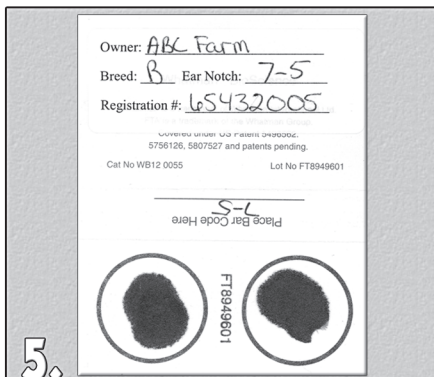 Owner: ABC Farm
Breed: B Ear Notch: 7-5
Registration #: 65432005
Covered under US Patent 5496562.
5756126, 5807527 and patents pending.
Cat No WB12 0055
Lot No FT8949601
7-5
Place Bar Code Here
FT8949601
5.